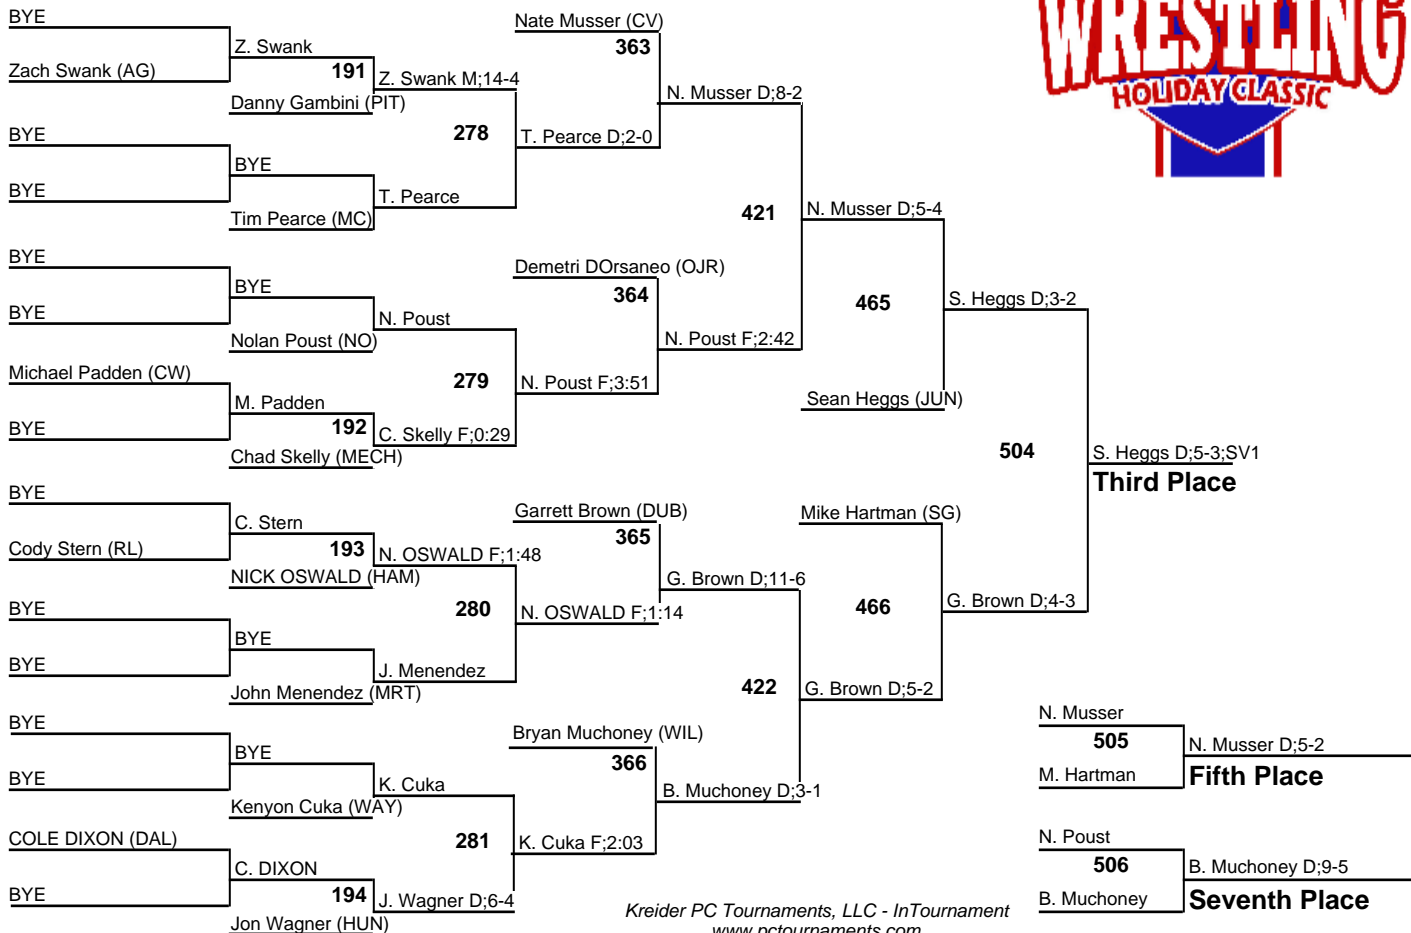 WRESTLING
HOLIDAY CLASSIC
BYE
Zach Swank (AG)
Z. Swank
191
Danny Gambini (PIT)
Z. Swank M;14-4
BYE
BYE
BYE
Tim Pearce (MC)
T. Pearce
278
Nate Musser (CV)
363
T. Pearce D;2-0
N. Musser D;8-2
BYE
BYE
BYE
Nolan Poust (NO)
N. Poust
Michael Padden (CW)
BYE
M. Padden
192
Chad Skelly (MECH)
C. Skelly F;0:29
279
Demetri DOrsaneo (OJR)
364
N. Poust F;3:51
N. Poust F;2:42
421
N. Musser D;5-4
465
Sean Heggs (JUN)
S. Heggs D;3-2
BYE
Cody Stern (RL)
C. Stern
193
NICK OSWALD (HAM)
N. OSWALD F;1:48
BYE
BYE
BYE
John Menendez (MRT)
J. Menendez
280
Garrett Brown (DUB)
365
N. OSWALD F;1:14
G. Brown D;11-6
BYE
BYE
BYE
Kenyon Cuka (WAY)
K. Cuka
COLE DIXON (DAL)
BYE
C. DIXON
194
Jon Wagner (HUN)
J. Wagner D;6-4
281
Bryan Muchoney (WIL)
366
K. Cuka F;2:03
B. Muchoney D;3-1
422
Mike Hartman (SG)
466
G. Brown D;5-2
G. Brown D;4-3
504
S. Heggs D;5-3;SV1
Third Place
N. Musser
505
M. Hartman
N. Musser D;5-2
Fifth Place
N. Poust
506
B. Muchoney
B. Muchoney D;9-5
Seventh Place
Kreider PC Tournaments, LLC - InTournament
www.pctournaments.com